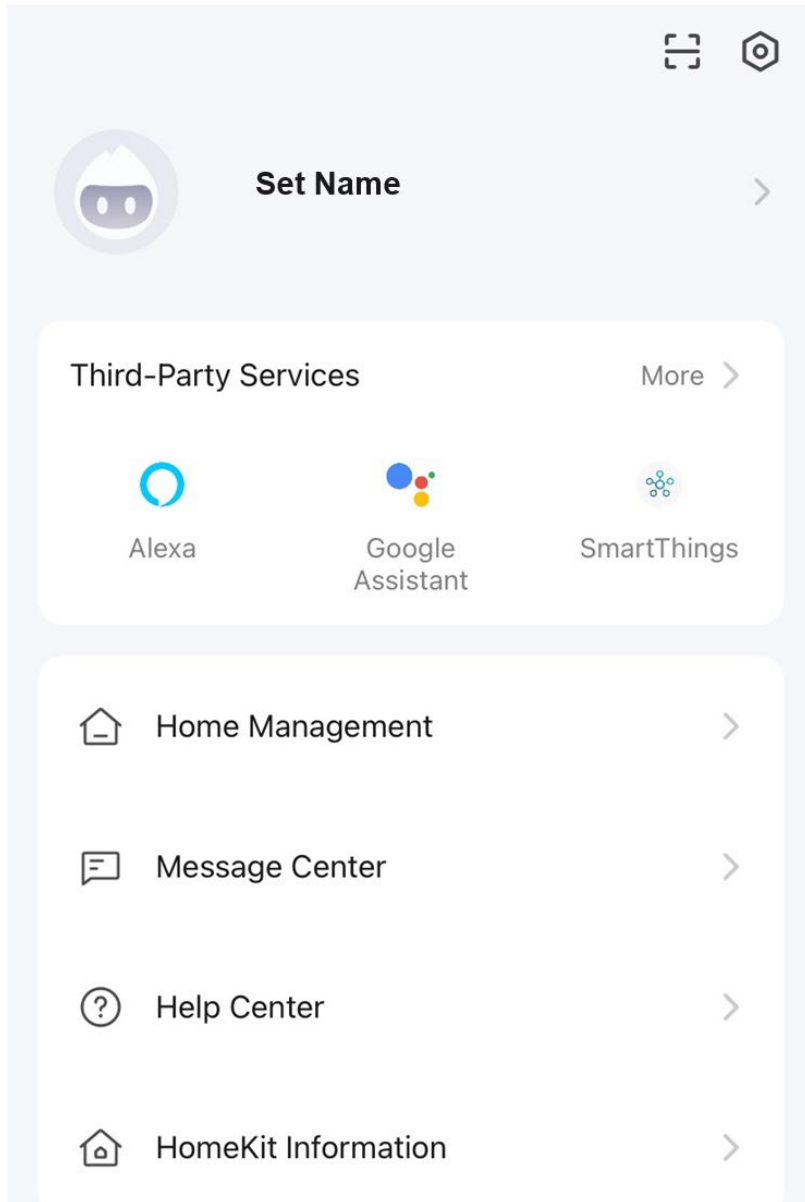 Set Name
Third-Party Services
More
Alexa
Google
Assistant
SmartThings
Home Management
Message Center
Help Center
HomeKit Information